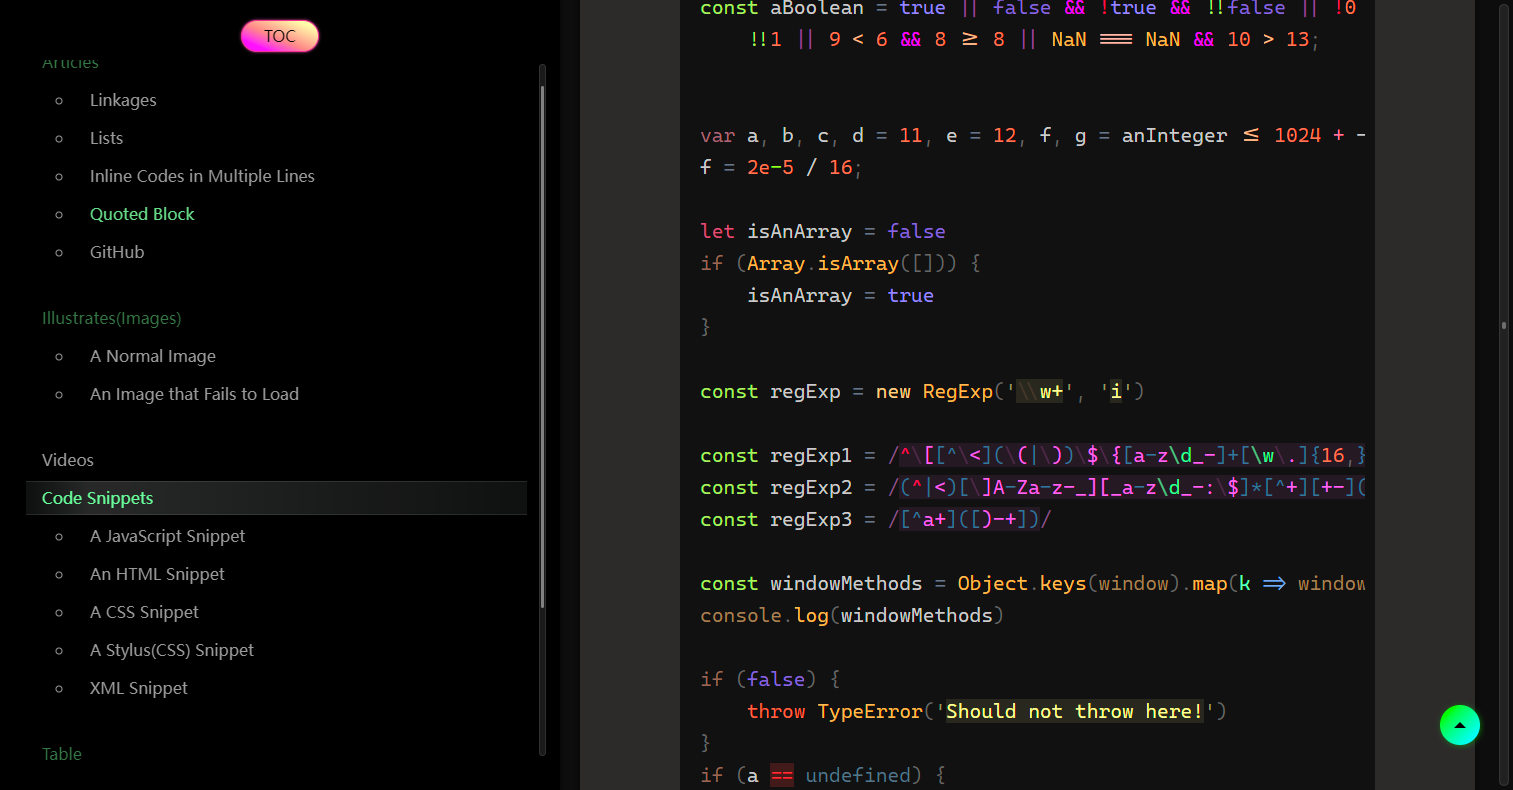 TOC
Articles
Linkages
Lists
Inline Codes in Multiple Lines
Quoted Block
GitHub
Illustrates(Images)
A Normal Image
An Image that Fails to Load
Videos
Code Snippets
A JavaScript Snippet
An HTML Snippet
A CSS Snippet
A Stylus(CSS) Snippet
XML Snippet
Table
const aBoolean = true || false && !true && !!false || !0
!!1 || 9 < 6 && 8 >= 8 || NaN === NaN && 10 > 13;
var a, b, c, d = 11, e = 12, f, g = anInteger <= 1024 + -
f = 2e-5 / 16;
let isAnArray = false
if (Array.isArray([])) {
isAnArray = true
}
const regExp = new RegExp('\\w+', 'i')
const regExp1 = /^\[[^\<](\(|\))\$\{[a-z\d_-]+[\w\.]{16,}
const regExp2 = /(^|<)[\]A-Za-z-_][_a-z\d_-:\$]*[^+][+-](
const regExp3 = /[^a+]([)-+])/
const windowMethods = Object.keys(window).map(k => window
console.log(windowMethods)
if (false) {
throw TypeError('Should not throw here!')
}
if (a == undefined) {